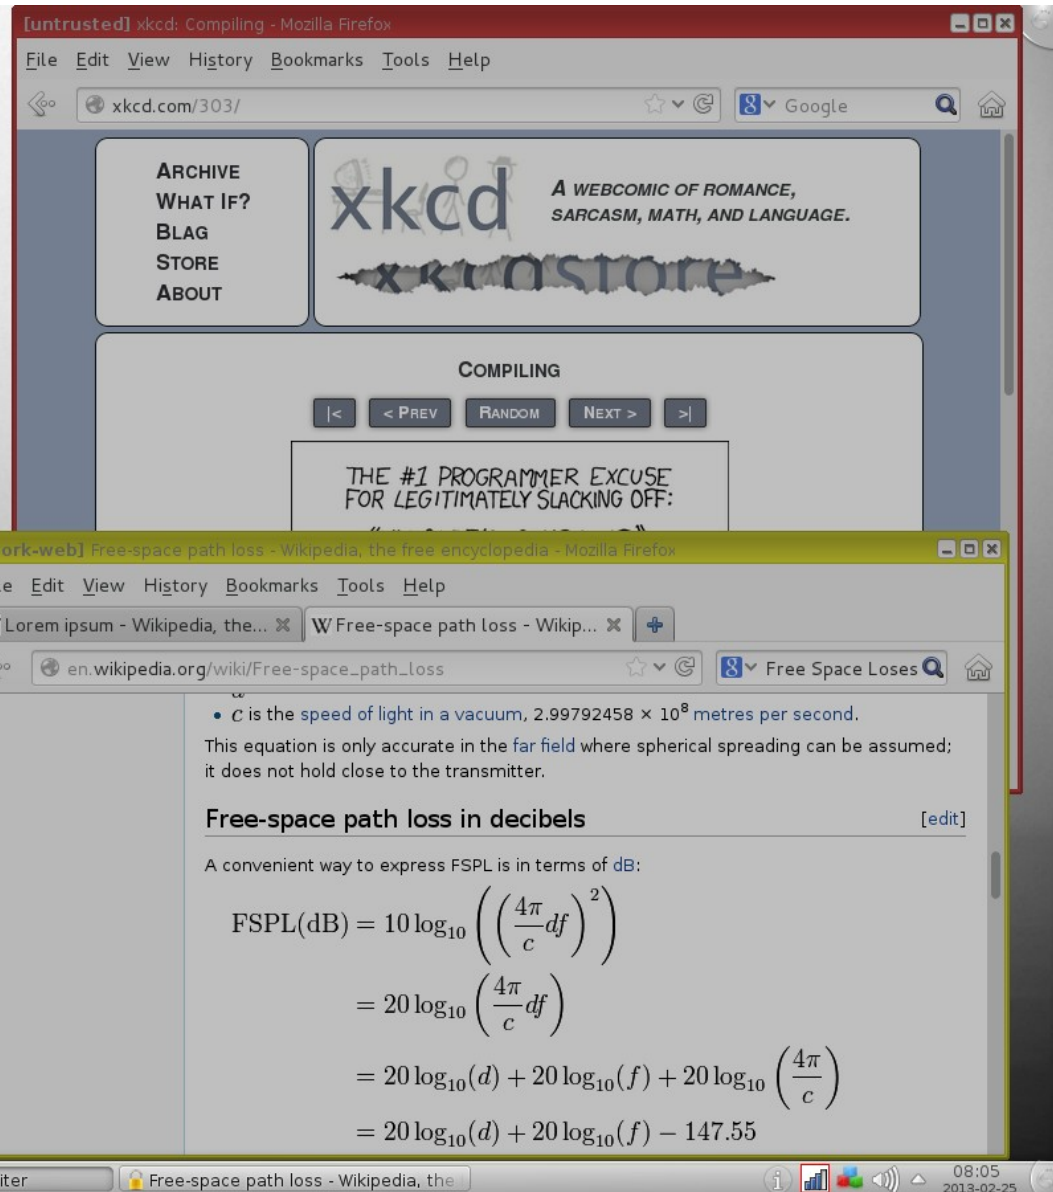 [untrusted] xkcd: Compiling - Mozilla Firefox
File Edit View History Bookmarks Tools Help
xkcd.com/303/
8 Google
ARCHIVE
WHAT IF?
BLAG
STORE
ABOUT
xkcd
A WEBCOMIC OF ROMANCE,
SARCASM, MATH, AND LANGUAGE.
xkcdstore
COMPILING
|< < PREV RANDOM NEXT > >|
THE #1 PROGRAMMER EXCUSE
FOR LEGITIMATELY SLACKING OFF:
ork-web] Free-space path loss - Wikipedia, the free encyclopedia - Mozilla Firefox
le Edit View History Bookmarks Tools Help
Lorem ipsum - Wikipedia, the... W Free-space path loss - Wikip...
en.wikipedia.org/wiki/Free-space_path_loss
8 Free Space Loses
• c is the speed of light in a vacuum, 2.99792458 × 10⁸ metres per second.
This equation is only accurate in the far field where spherical spreading can be assumed;
it does not hold close to the transmitter.
Free-space path loss in decibels [edit]
A convenient way to express FSPL is in terms of dB:
FSPL(dB) = 10 log₁₀ ((4π/c df)²)
= 20 log₁₀ (4π/c df)
= 20 log₁₀(d) + 20 log₁₀(f) + 20 log₁₀ (4π/c)
= 20 log₁₀(d) + 20 log₁₀(f) − 147.55
iter
Free-space path loss - Wikipedia, the
08:05
2013-02-25